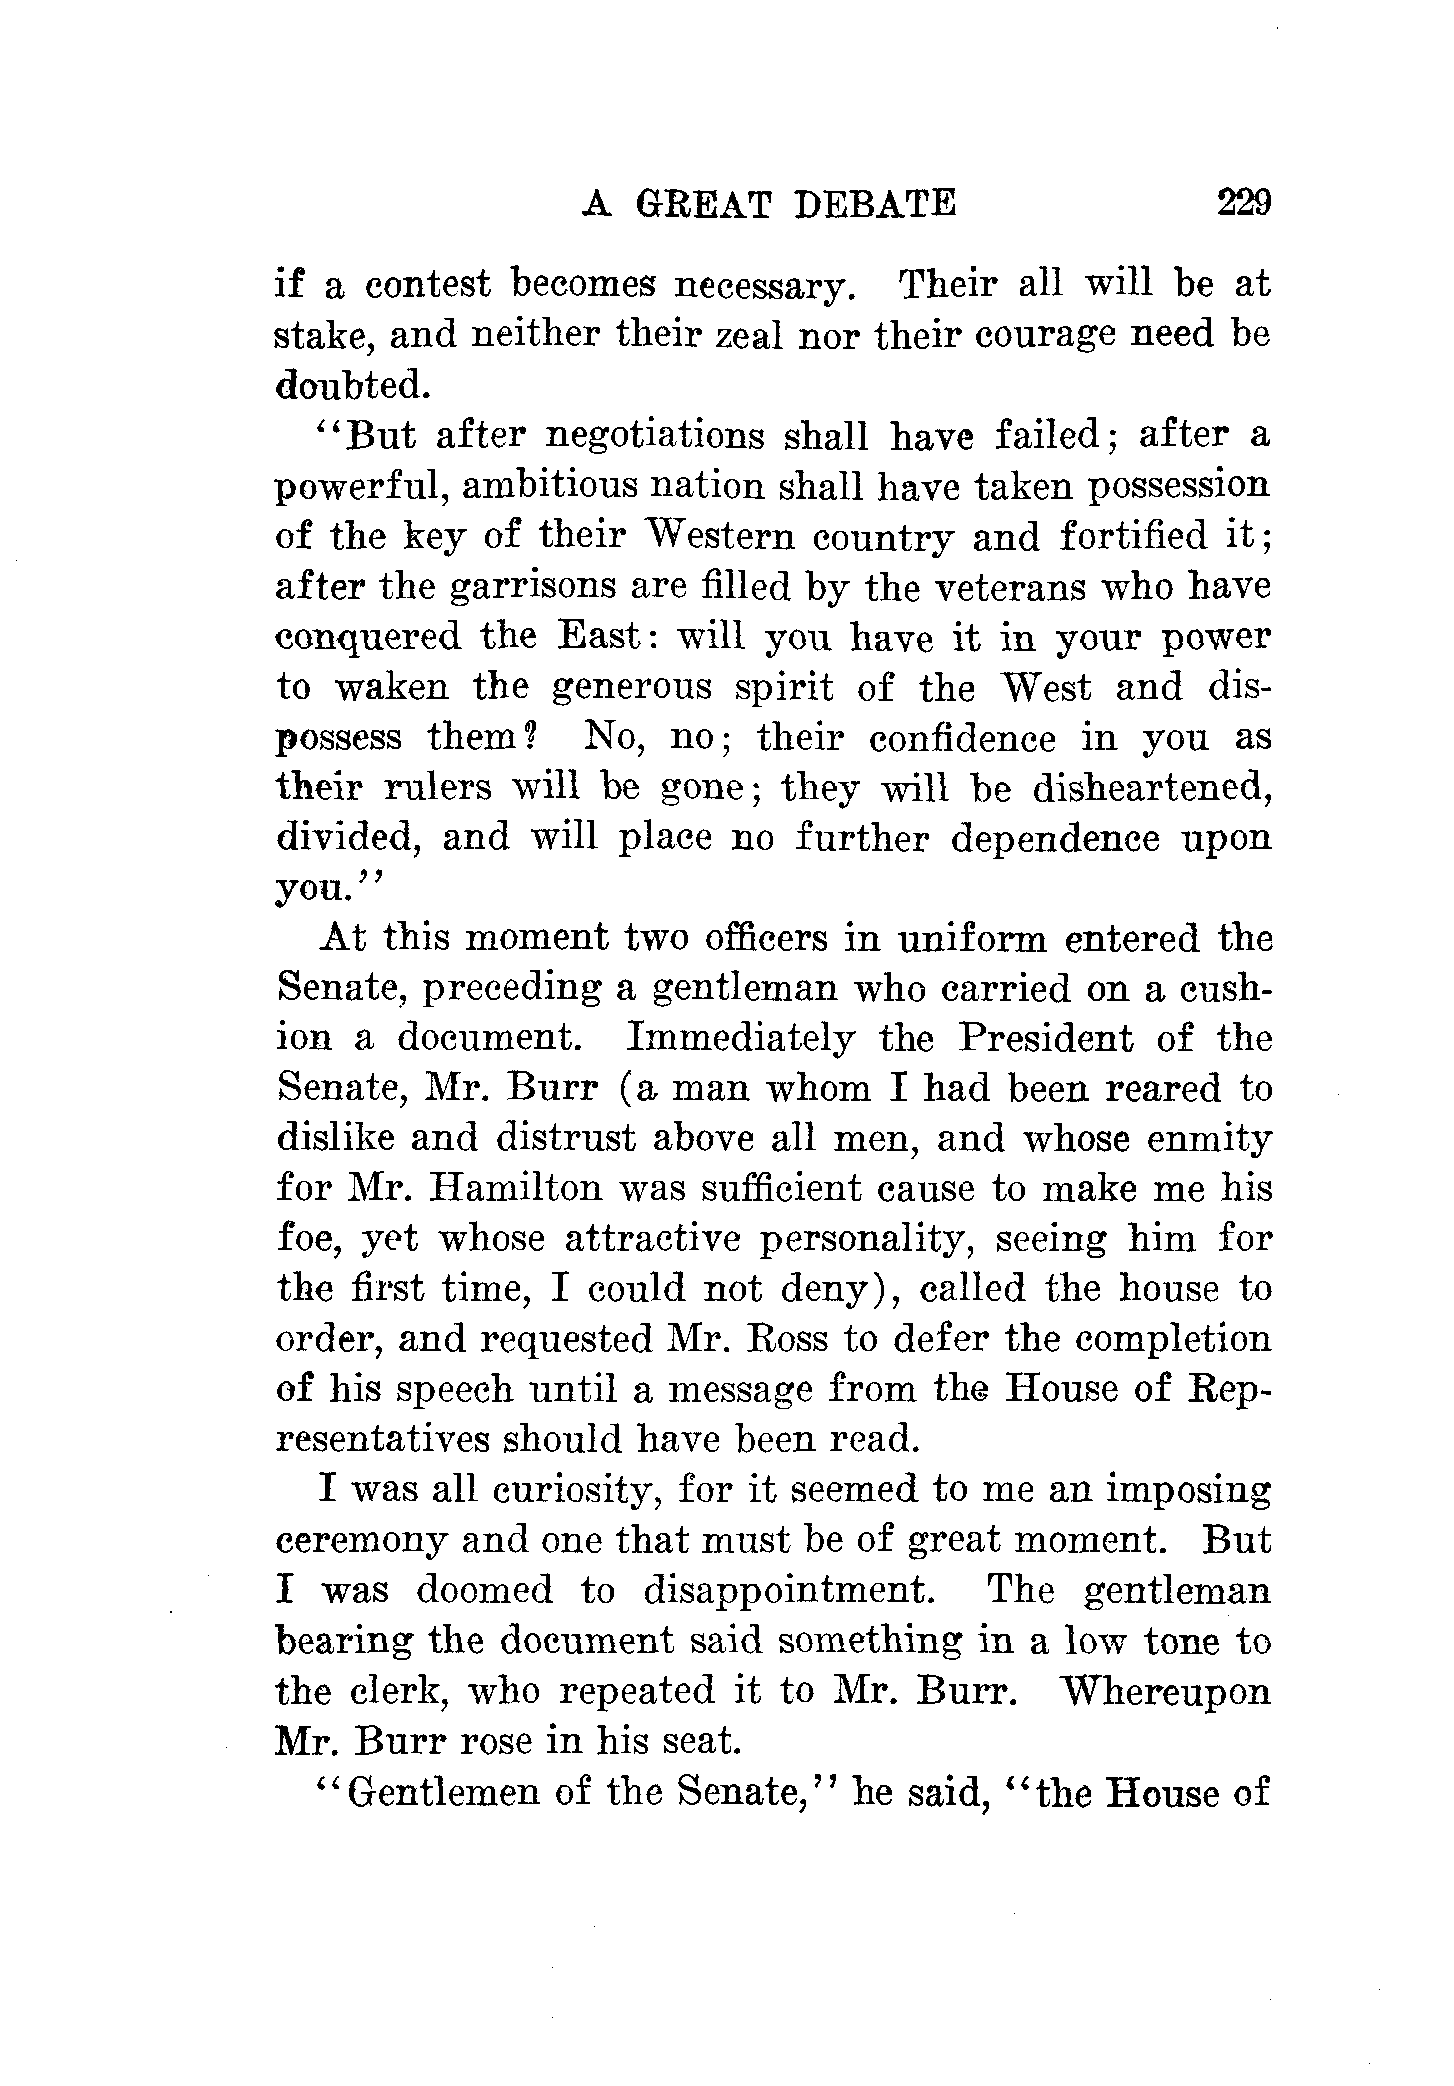 A GREAT DEBATE 229
if a contest becomes necessary. Their all will be at
stake, and neither their zeal nor their courage need be
doubted.
"But after negotiations shall have failed; after a
powerful, ambitious nation shall have taken possession
of the key of their Western country and fortified it;
after the garrisons are filled by the veterans who have
conquered the East: will you have it in your power
to waken the generous spirit of the West and dis-
possess them? No, no; their confidence in you as
their rulers will be gone; they will be disheartened,
divided, and will place no further dependence upon
you."
At this moment two officers in uniform entered the
Senate, preceding a gentleman who carried on a cush-
ion a document. Immediately the President of the
Senate, Mr. Burr (a man whom I had been reared to
dislike and distrust above all men, and whose enmity
for Mr. Hamilton was sufficient cause to make me his
foe, yet whose attractive personality, seeing him for
the first time, I could not deny), called the house to
order, and requested Mr. Ross to defer the completion
of his speech until a message from the House of Rep-
resentatives should have been read.
I was all curiosity, for it seemed to me an imposing
ceremony and one that must be of great moment. But
I was doomed to disappointment. The gentleman
bearing the document said something in a low tone to
the clerk, who repeated it to Mr. Burr. Whereupon
Mr. Burr rose in his seat.
"Gentlemen of the Senate," he said, "the House of